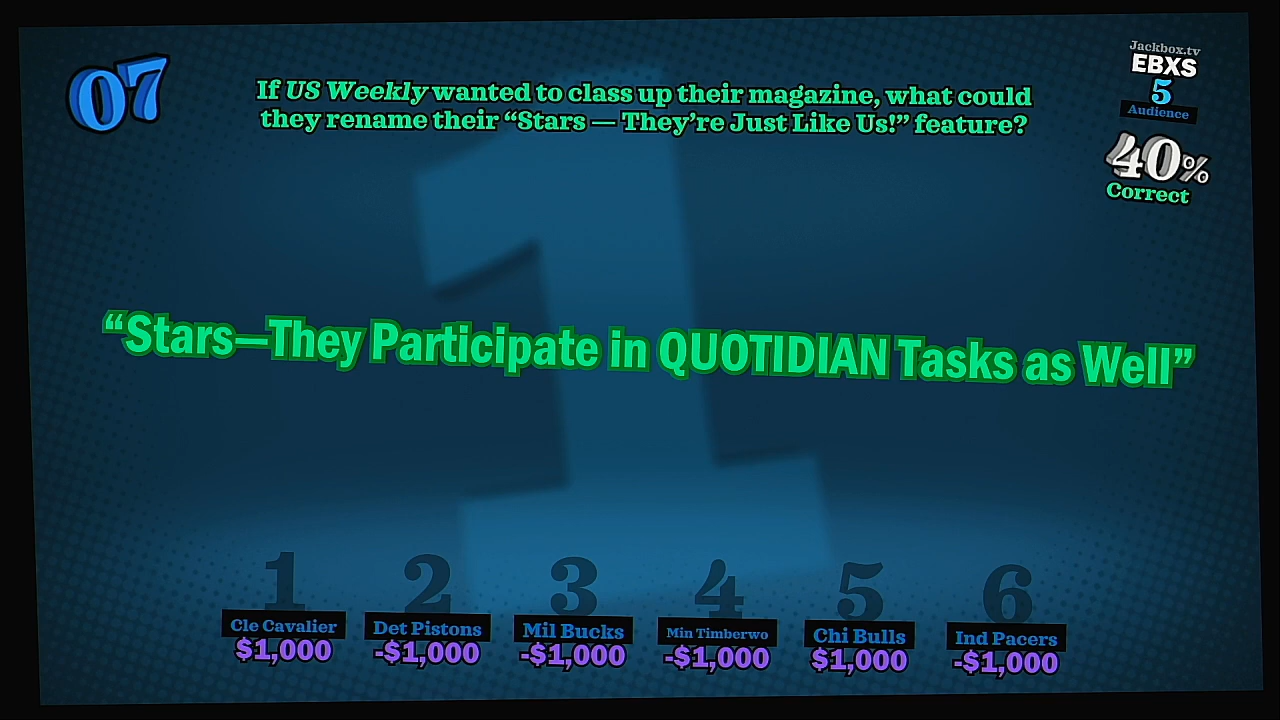 07
If US Weekly wanted to class up their magazine, what could
they rename their “Stars — They’re Just Like Us!” feature?
Jackbox.tv
EBXS
5
Audience
40%
Correct
1
“Stars—They Participate in QUOTIDIAN Tasks as Well”
1 2 3 4 5 6
Cle Cavalier Det Pistons Mil Bucks Min Timberwo Chi Bulls Ind Pacers
$1,000 -$1,000 -$1,000 -$1,000 $1,000 -$1,000